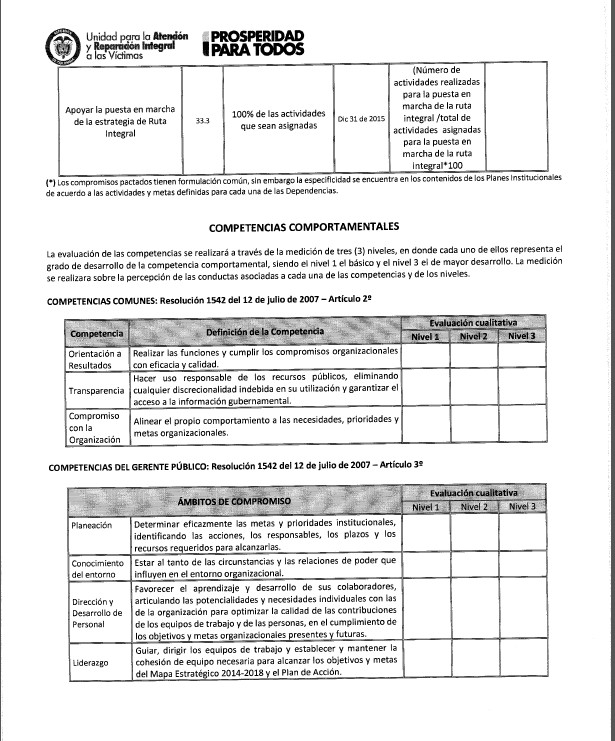 Unidad para la Atención
y Reparación Integral
a las Víctimas
PROSPERIDAD
PARA TODOS
Apoyar la puesta en marcha
de la estrategia de Ruta
Integral
33.3
100% de las actividades
que sean asignadas
Dic 31 de 2015
(Número de
actividades realizadas
para la puesta en
marcha de la ruta
integral /total de
actividades asignadas
para la puesta en
marcha de la ruta
integral*100
(*) Los compromisos pactados tienen formulación común, sin embargo la especificidad se encuentra en los contenidos de los Planes Institucionales
de acuerdo a las actividades y metas definidas para cada una de las Dependencias.
COMPETENCIAS COMPORTAMENTALES
La evaluación de las competencias se realizará a través de la medición de tres (3) niveles, en donde cada uno de ellos representa el
grado de desarrollo de la competencia comportamental, siendo el nivel 1 el básico y el nivel 3 el de mayor desarrollo. La medición
se realizara sobre la percepción de las conductas asociadas a cada una de las competencias y de los niveles.
COMPETENCIAS COMUNES: Resolución 1542 del 12 de julio de 2007 – Artículo 2º
Competencia
Definición de la Competencia
Evaluación cualitativa
Nivel 1 Nivel 2 Nivel 3
Orientación a
Resultados
Realizar las funciones y cumplir los compromisos organizacionales
con eficacia y calidad.
Transparencia
Hacer uso responsable de los recursos públicos, eliminando
cualquier discrecionalidad indebida en su utilización y garantizar el
acceso a la información gubernamental.
Compromiso
con la
Organización
Alinear el propio comportamiento a las necesidades, prioridades y
metas organizacionales.
COMPETENCIAS DEL GERENTE PÚBLICO: Resolución 1542 del 12 de julio de 2007 – Artículo 3º
ÁMBITOS DE COMPROMISO
Evaluación cualitativa
Nivel 1 Nivel 2 Nivel 3
Planeación
Determinar eficazmente las metas y prioridades institucionales,
identificando las acciones, los responsables, los plazos y los
recursos requeridos para alcanzarlas.
Conocimiento
del entorno
Estar al tanto de las circunstancias y las relaciones de poder que
influyen en el entorno organizacional.
Dirección y
Desarrollo de
Personal
Favorecer el aprendizaje y desarrollo de sus colaboradores,
articulando las potencialidades y necesidades individuales con las
de la organización para optimizar la calidad de las contribuciones
de los equipos de trabajo y de las personas, en el cumplimiento de
los objetivos y metas organizacionales presentes y futuras.
Liderazgo
Guiar, dirigir los equipos de trabajo y establecer y mantener la
cohesión de equipo necesaria para alcanzar los objetivos y metas
del Mapa Estratégico 2014-2018 y el Plan de Acción.